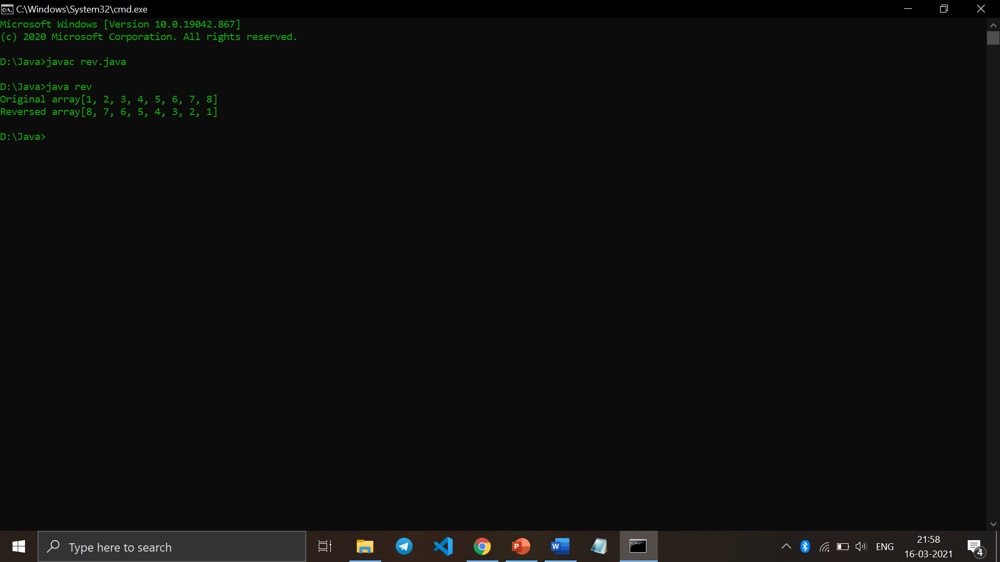 C:\Windows\System32\cmd.exe
Microsoft Windows [Version 10.0.19042.867]
(c) 2020 Microsoft Corporation. All rights reserved.
D:\Java>javac rev.java
D:\Java>java rev
Original array[1, 2, 3, 4, 5, 6, 7, 8]
Reversed array[8, 7, 6, 5, 4, 3, 2, 1]
D:\Java>
Type here to search
P
W
ENG
21:58
16-03-2021
4